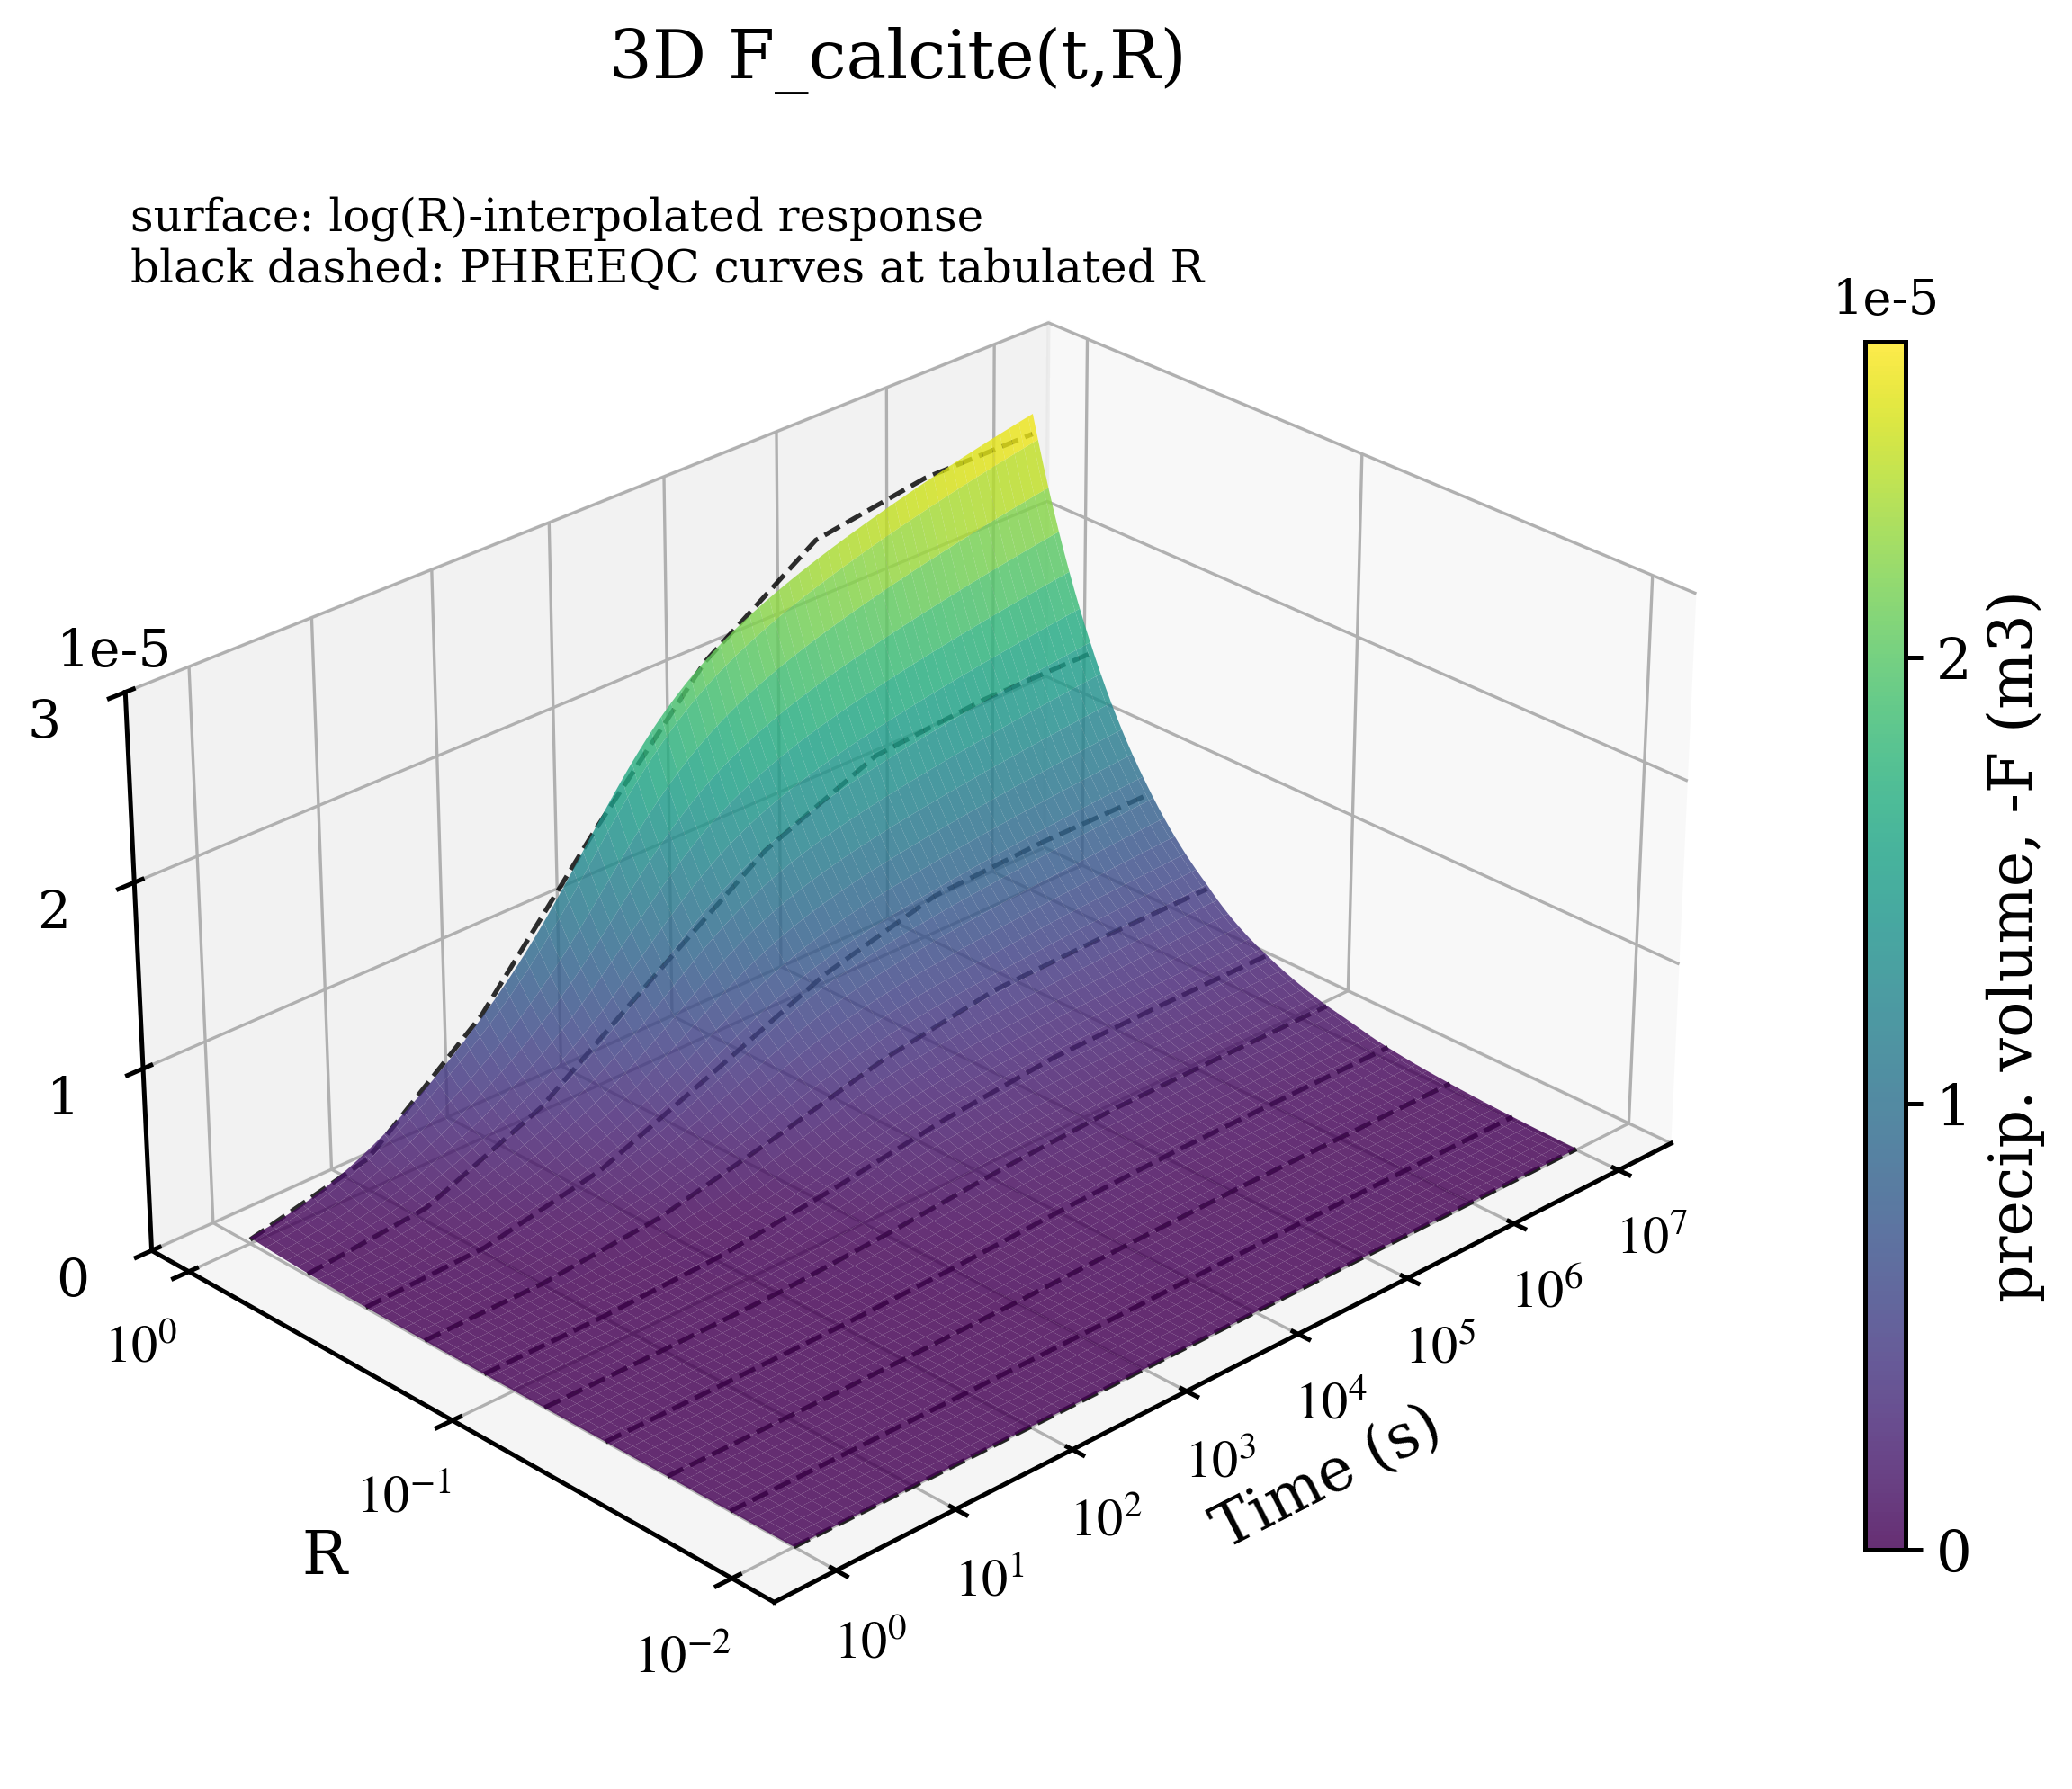 3D F_calcite(t,R)
surface: log(R)-interpolated response
black dashed: PHREEQC curves at tabulated R
1e-5
3
2
1
0
10⁰
10⁻¹
10⁻²
R
10⁰
10¹
10²
10³
10⁴
10⁵
10⁶
10⁷
Time (s)
1e-5
2
1
0
precip. volume, -F (m3)